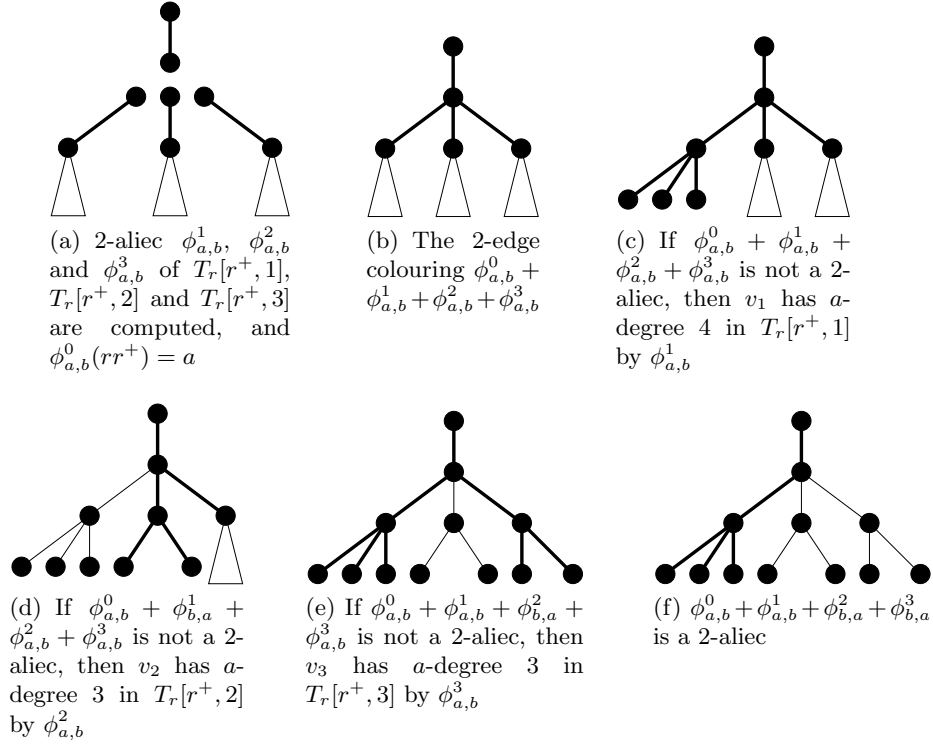 (a) 2-aliec $\phi^1_{a,b}$, $\phi^2_{a,b}$
and $\phi^3_{a,b}$ of $T_r[r^+, 1]$,
$T_r[r^+, 2]$ and $T_r[r^+, 3]$
are computed, and
$\phi^0_{a,b}(rr^+) = a$
(b) The 2-edge
colouring $\phi^0_{a,b} +$
$\phi^1_{a,b} + \phi^2_{a,b} + \phi^3_{a,b}$
(c) If $\phi^0_{a,b} + \phi^1_{a,b} +$
$\phi^2_{a,b} + \phi^3_{a,b}$ is not a 2-
aliec, then $v_1$ has $a$-
degree 4 in $T_r[r^+, 1]$
by $\phi^1_{a,b}$
(d) If $\phi^0_{a,b} + \phi^1_{b,a} +$
$\phi^2_{a,b} + \phi^3_{a,b}$ is not a 2-
aliec, then $v_2$ has $a$-
degree 3 in $T_r[r^+, 2]$
by $\phi^2_{a,b}$
(e) If $\phi^0_{a,b} + \phi^1_{a,b} + \phi^2_{b,a} +$
$\phi^3_{a,b}$ is not a 2-aliec, then
$v_3$ has $a$-degree 3 in
$T_r[r^+, 3]$ by $\phi^3_{a,b}$
(f) $\phi^0_{a,b} + \phi^1_{a,b} + \phi^2_{b,a} + \phi^3_{b,a}$
is a 2-aliec